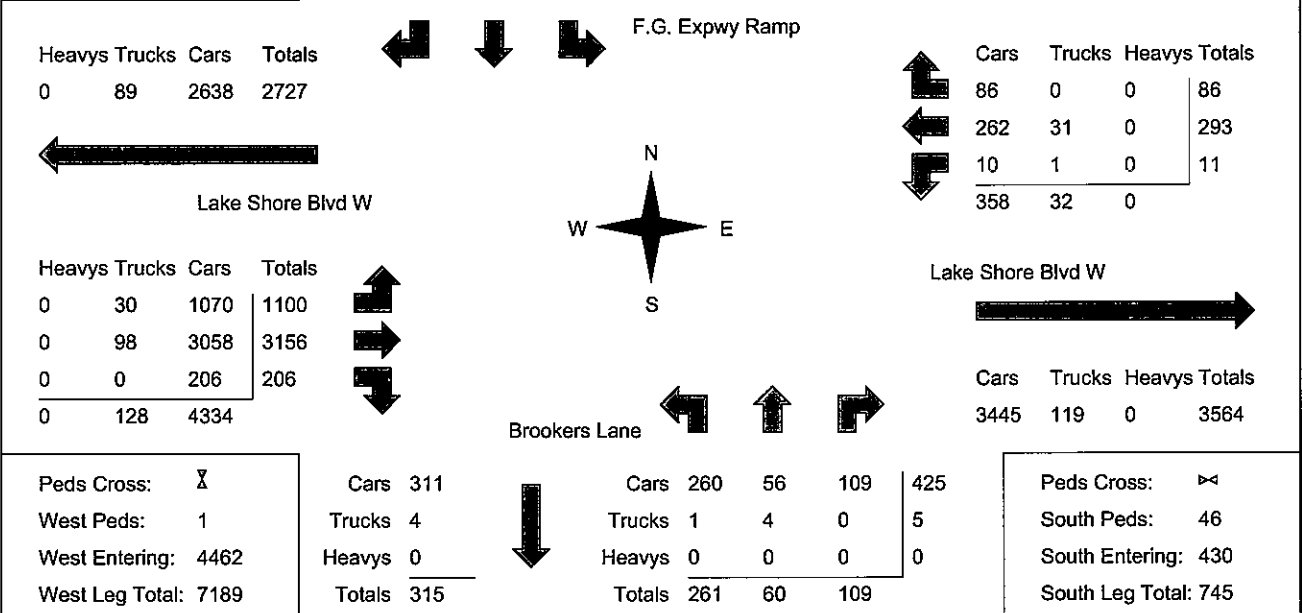 F.G. Expwy Ramp
Heavys Trucks Cars Totals
0 89 2638 2727
Cars Trucks Heavys Totals
86 0 0 86
262 31 0 293
10 1 0 11
358 32 0
N
W E
S
Lake Shore Blvd W
Heavys Trucks Cars Totals
0 30 1070 1100
0 98 3058 3156
0 0 206 206
0 128 4334
Lake Shore Blvd W
Cars Trucks Heavys Totals
3445 119 0 3564
Brookers Lane
Peds Cross:
West Peds: 1
West Entering: 4462
West Leg Total: 7189
Cars 311
Trucks 4
Heavys 0
Totals 315
Cars 260 56 109 425
Trucks 1 4 0 5
Heavys 0 0 0 0
Totals 261 60 109
Peds Cross:
South Peds: 46
South Entering: 430
South Leg Total: 745